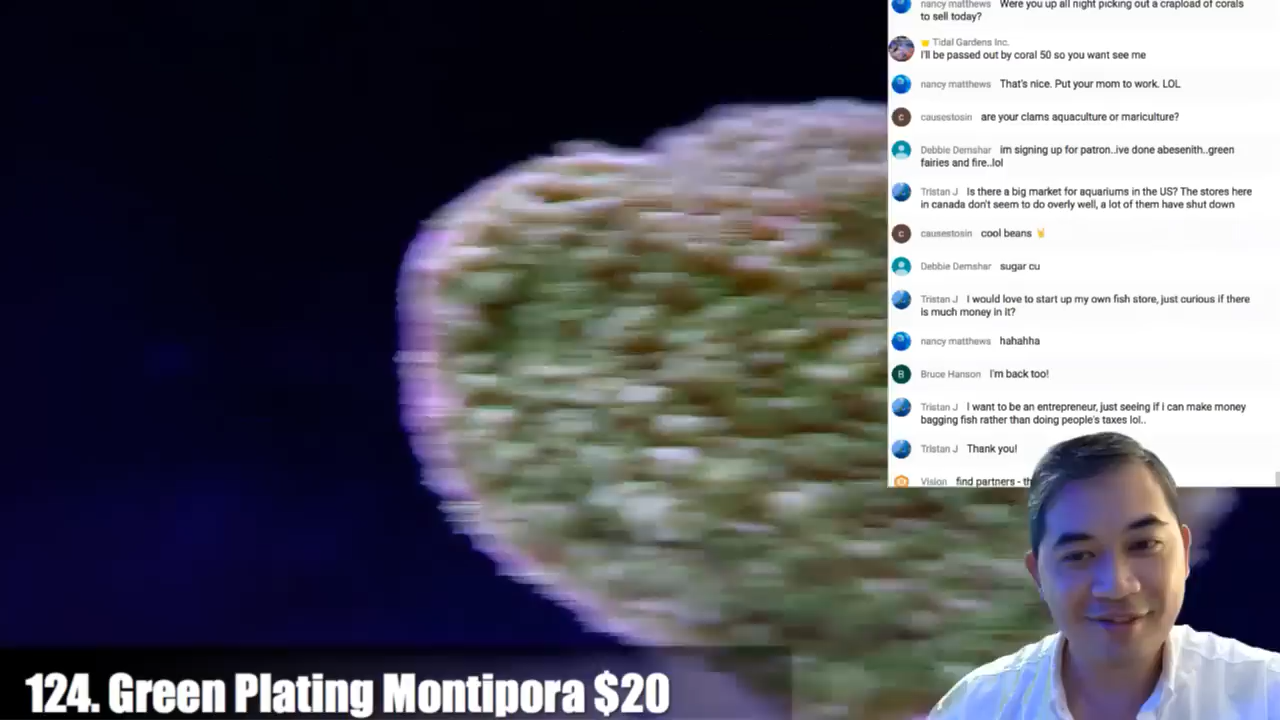 nancy matthews Were you up all night picking out a crapload of corals
to sell today?
Tidal Gardens Inc.
I'll be passed out by coral 50 so you want see me
nancy matthews That's nice. Put your mom to work. LOL
C causestosin are your clams aquaculture or mariculture?
Debbie Demshar im signing up for patron..ive done abesenith..green
fairies and fire..lol
Tristan J Is there a big market for aquariums in the US? The stores here
in canada don't seem to do overly well, a lot of them have shut down
C causestosin cool beans
Debbie Demshar sugar cu
Tristan J I would love to start up my own fish store, just curious if there
is much money in it?
nancy matthews hahahha
B Bruce Hanson I'm back too!
Tristan J I want to be an entrepreneur, just seeing if i can make money
bagging fish rather than doing people's taxes lol..
Tristan J Thank you!
Vision find partners - th
124. Green Plating Montipora $20